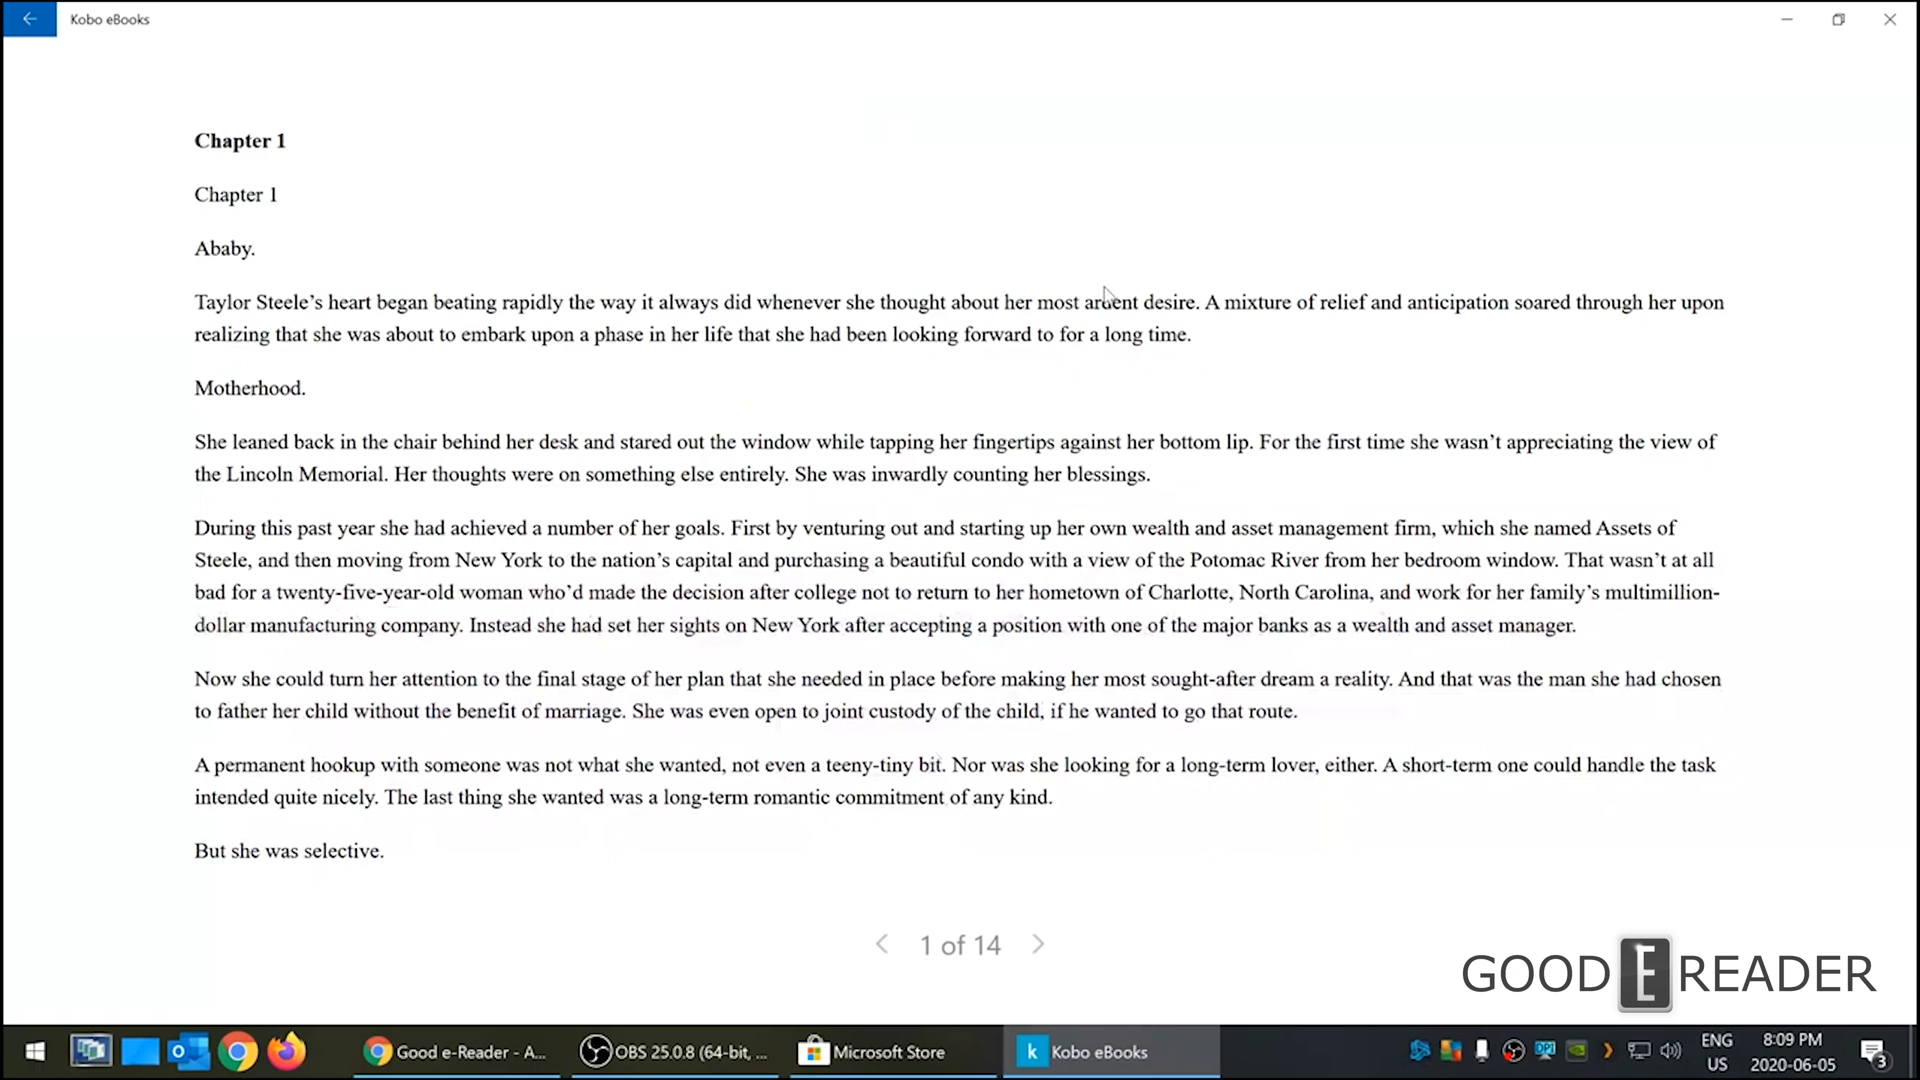 Kobo eBooks
Chapter 1
Chapter 1
Ababy.
Taylor Steele’s heart began beating rapidly the way it always did whenever she thought about her most ardent desire. A mixture of relief and anticipation soared through her upon
realizing that she was about to embark upon a phase in her life that she had been looking forward to for a long time.
Motherhood.
She leaned back in the chair behind her desk and stared out the window while tapping her fingertips against her bottom lip. For the first time she wasn’t appreciating the view of
the Lincoln Memorial. Her thoughts were on something else entirely. She was inwardly counting her blessings.
During this past year she had achieved a number of her goals. First by venturing out and starting up her own wealth and asset management firm, which she named Assets of
Steele, and then moving from New York to the nation’s capital and purchasing a beautiful condo with a view of the Potomac River from her bedroom window. That wasn’t at all
bad for a twenty-five-year-old woman who’d made the decision after college not to return to her hometown of Charlotte, North Carolina, and work for her family’s multimillion-
dollar manufacturing company. Instead she had set her sights on New York after accepting a position with one of the major banks as a wealth and asset manager.
Now she could turn her attention to the final stage of her plan that she needed in place before making her most sought-after dream a reality. And that was the man she had chosen
to father her child without the benefit of marriage. She was even open to joint custody of the child, if he wanted to go that route.
A permanent hookup with someone was not what she wanted, not even a teeny-tiny bit. Nor was she looking for a long-term lover, either. A short-term one could handle the task
intended quite nicely. The last thing she wanted was a long-term romantic commitment of any kind.
But she was selective.
1 of 14
GOOD E READER
Good e-Reader - A...
OBS 25.0.8 (64-bit, ...
Microsoft Store
k Kobo eBooks
DPI
ENG
US
8:09 PM
2020-06-05
3